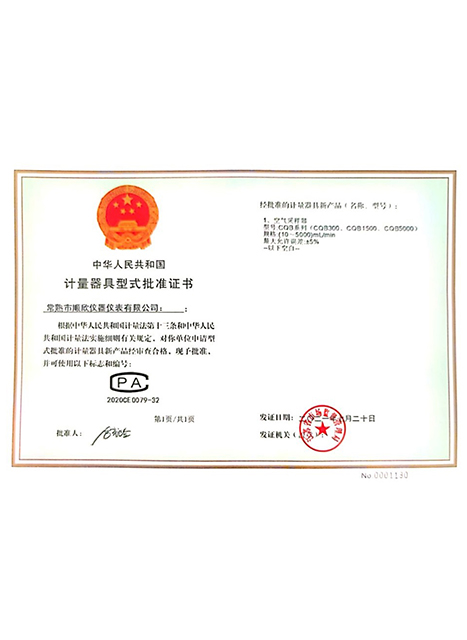 中华人民共和国
计量器具型式批准证书
常熟市顺欣仪器仪表有限公司：
根据中华人民共和国计量法第十三条和中华人民
共和国计量法实施细则有关规定，对你单位申请型
式批准的计量器具新产品经审查合格，现予批准，
并可使用以下标志和编号：
CPA
2020CE0079-32
第1页/共1页
批准人：
经批准的计量器具新产品（名称、型号）：
1、空气采样器
型号:CQB系列（CQB300、CQB1500、CQB5000）
规格:(10～5000)mL/min
最大允许误差:±5%
--以下空白--
发证日期：二 二 月二十日
发证机关
No.0001180